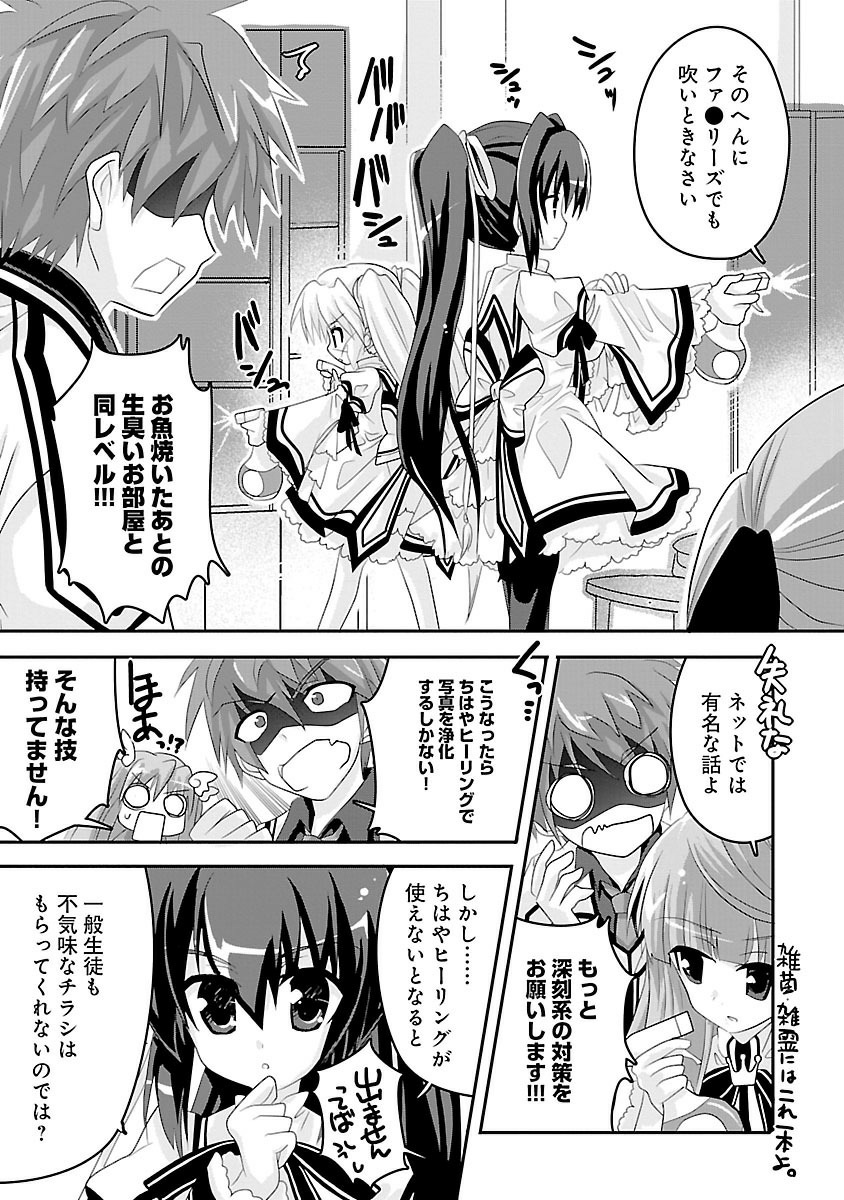 そのへんに
ファ●リーズでも
吹いときなさい
プシュッ
プシューッ
お魚焼いたあとの
生臭いお部屋と
同レベル!!!
失礼な
ネットでは
有名な話よ
もっと
深刻系の対策を
お願いします!!!
雑菌・雑霊にはこれ一本よ。
くっ…
こうなったら
ちはやヒーリングで
写真を浄化
するしかない!
ほまあっ!?
そんな技
持ってません!
しかし……
ちはやヒーリングが
使えないとなると
出ません
ってばぁっ。
一般生徒も
不気味なチラシは
もらってくれないのでは?